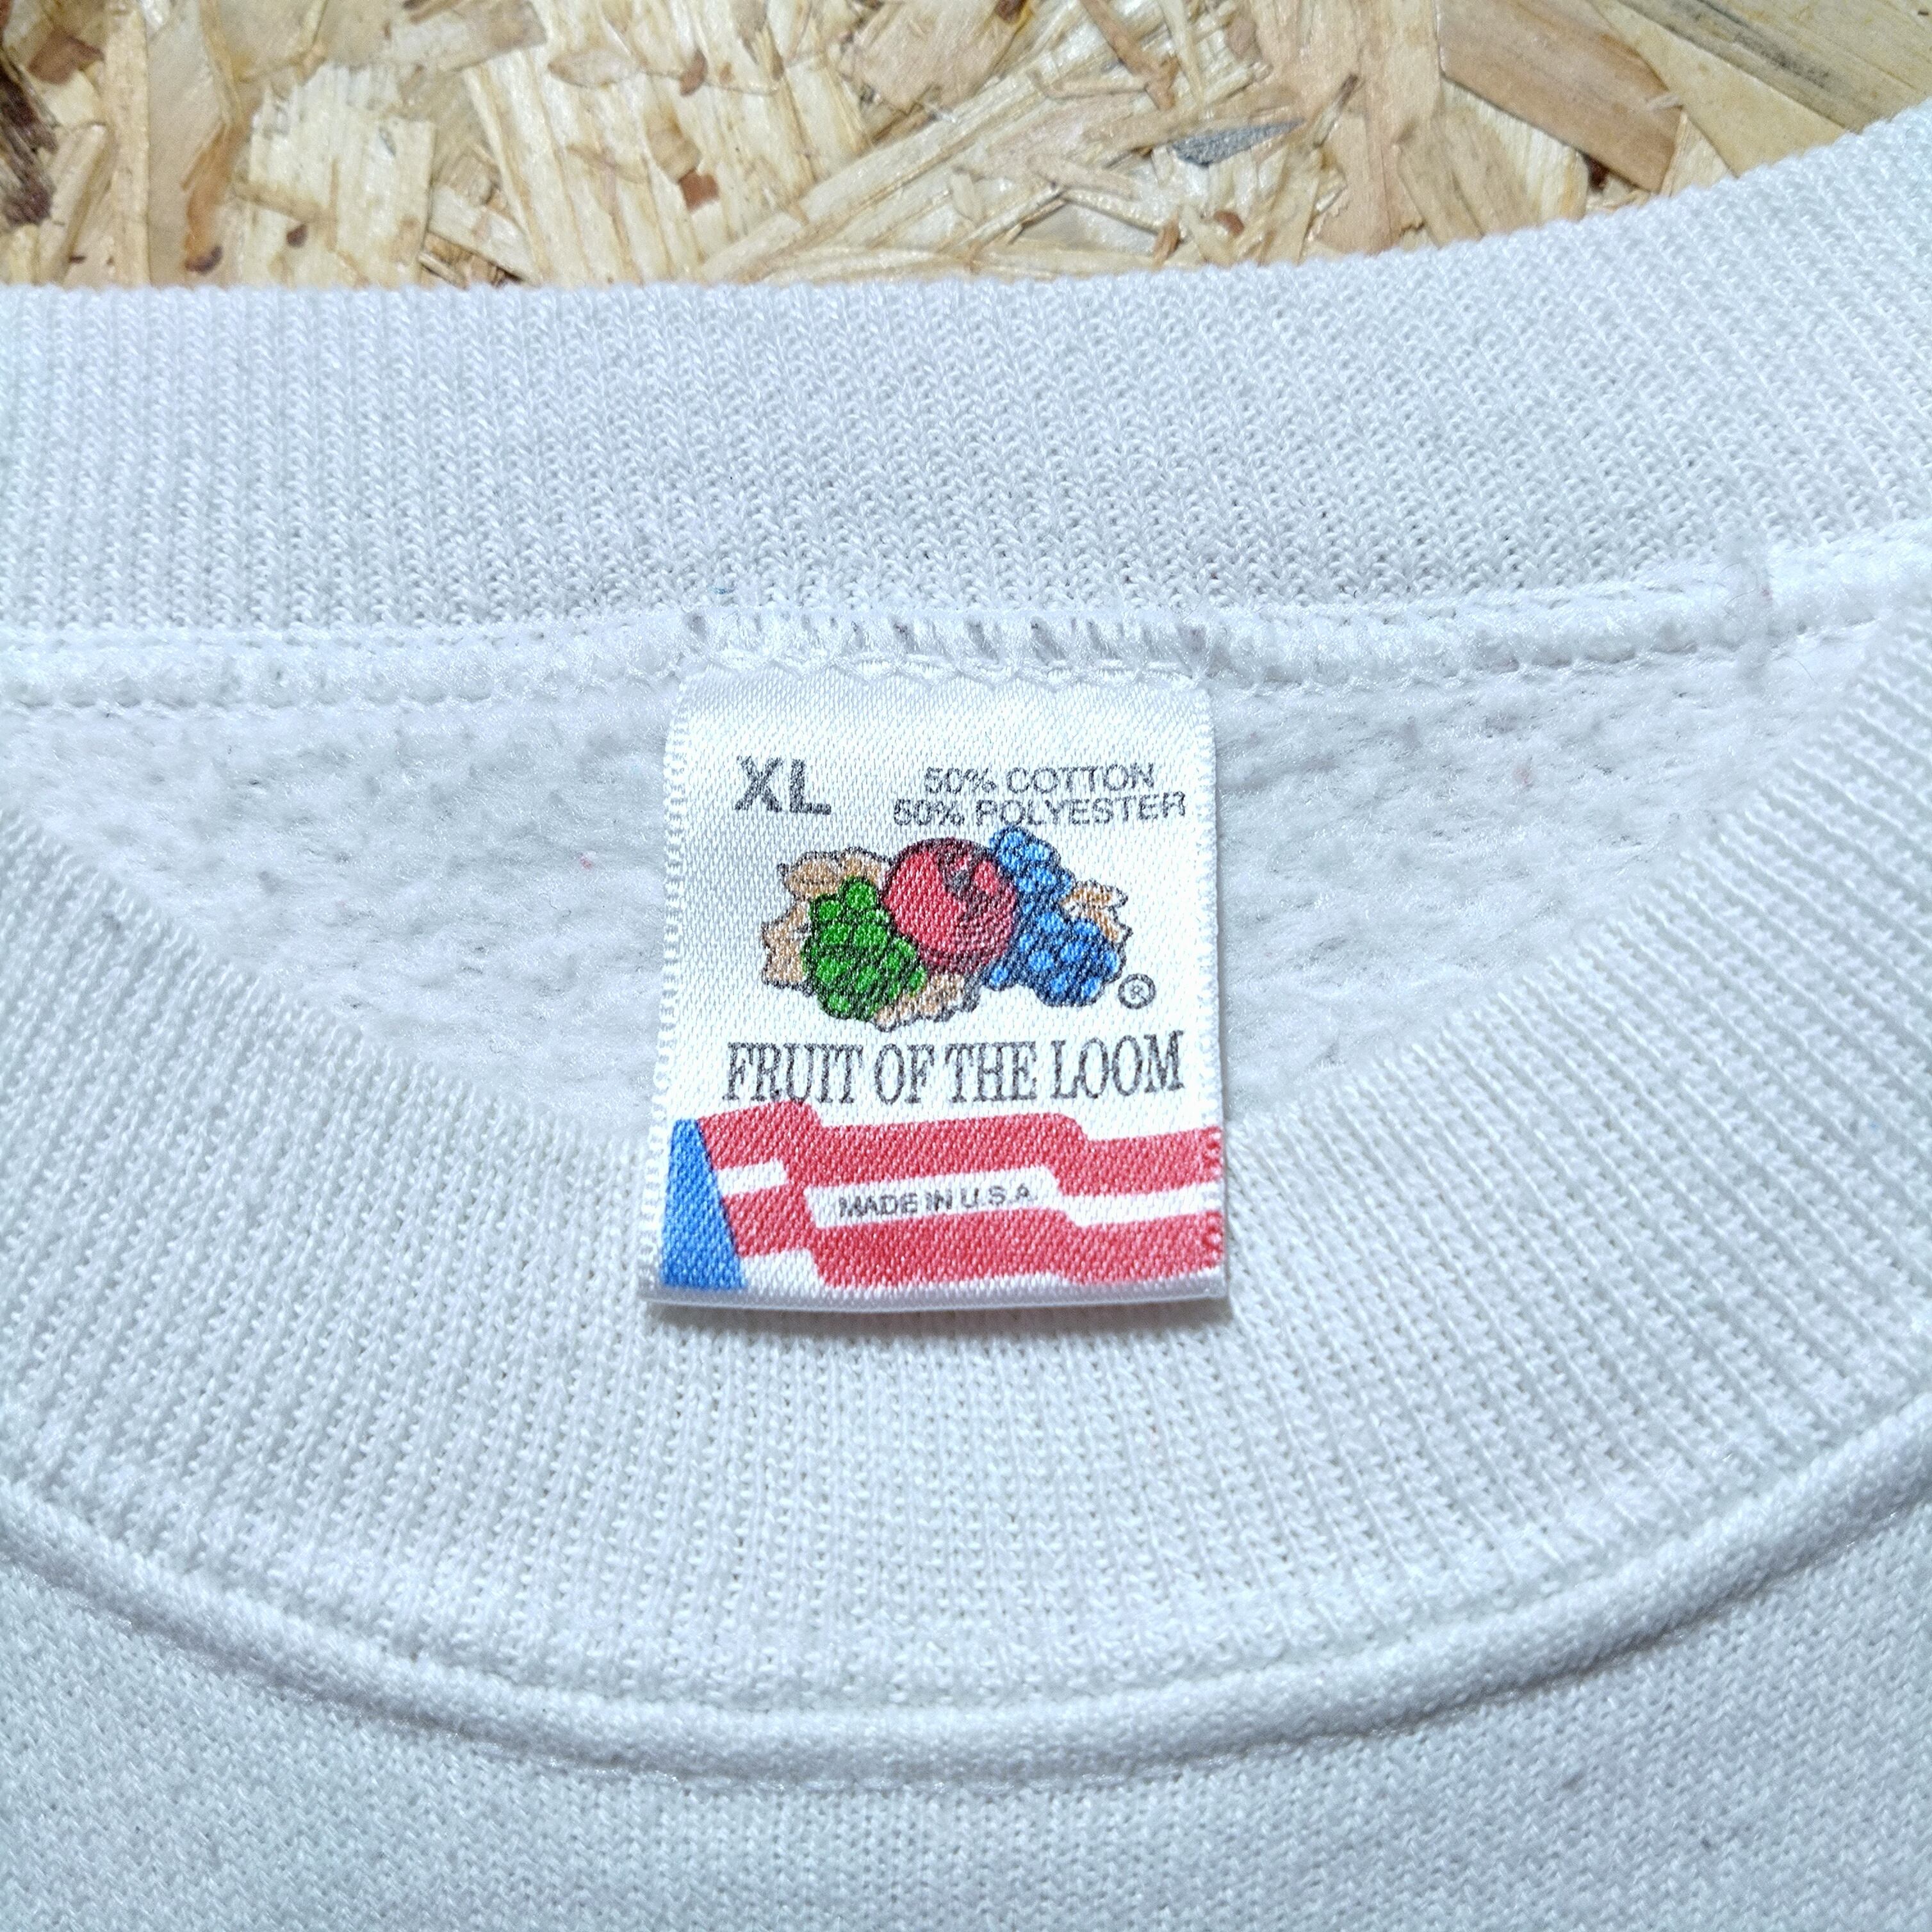 XL
50% COTTON
50% POLYESTER
®
FRUIT OF THE LOOM
MADE IN U.S.A.